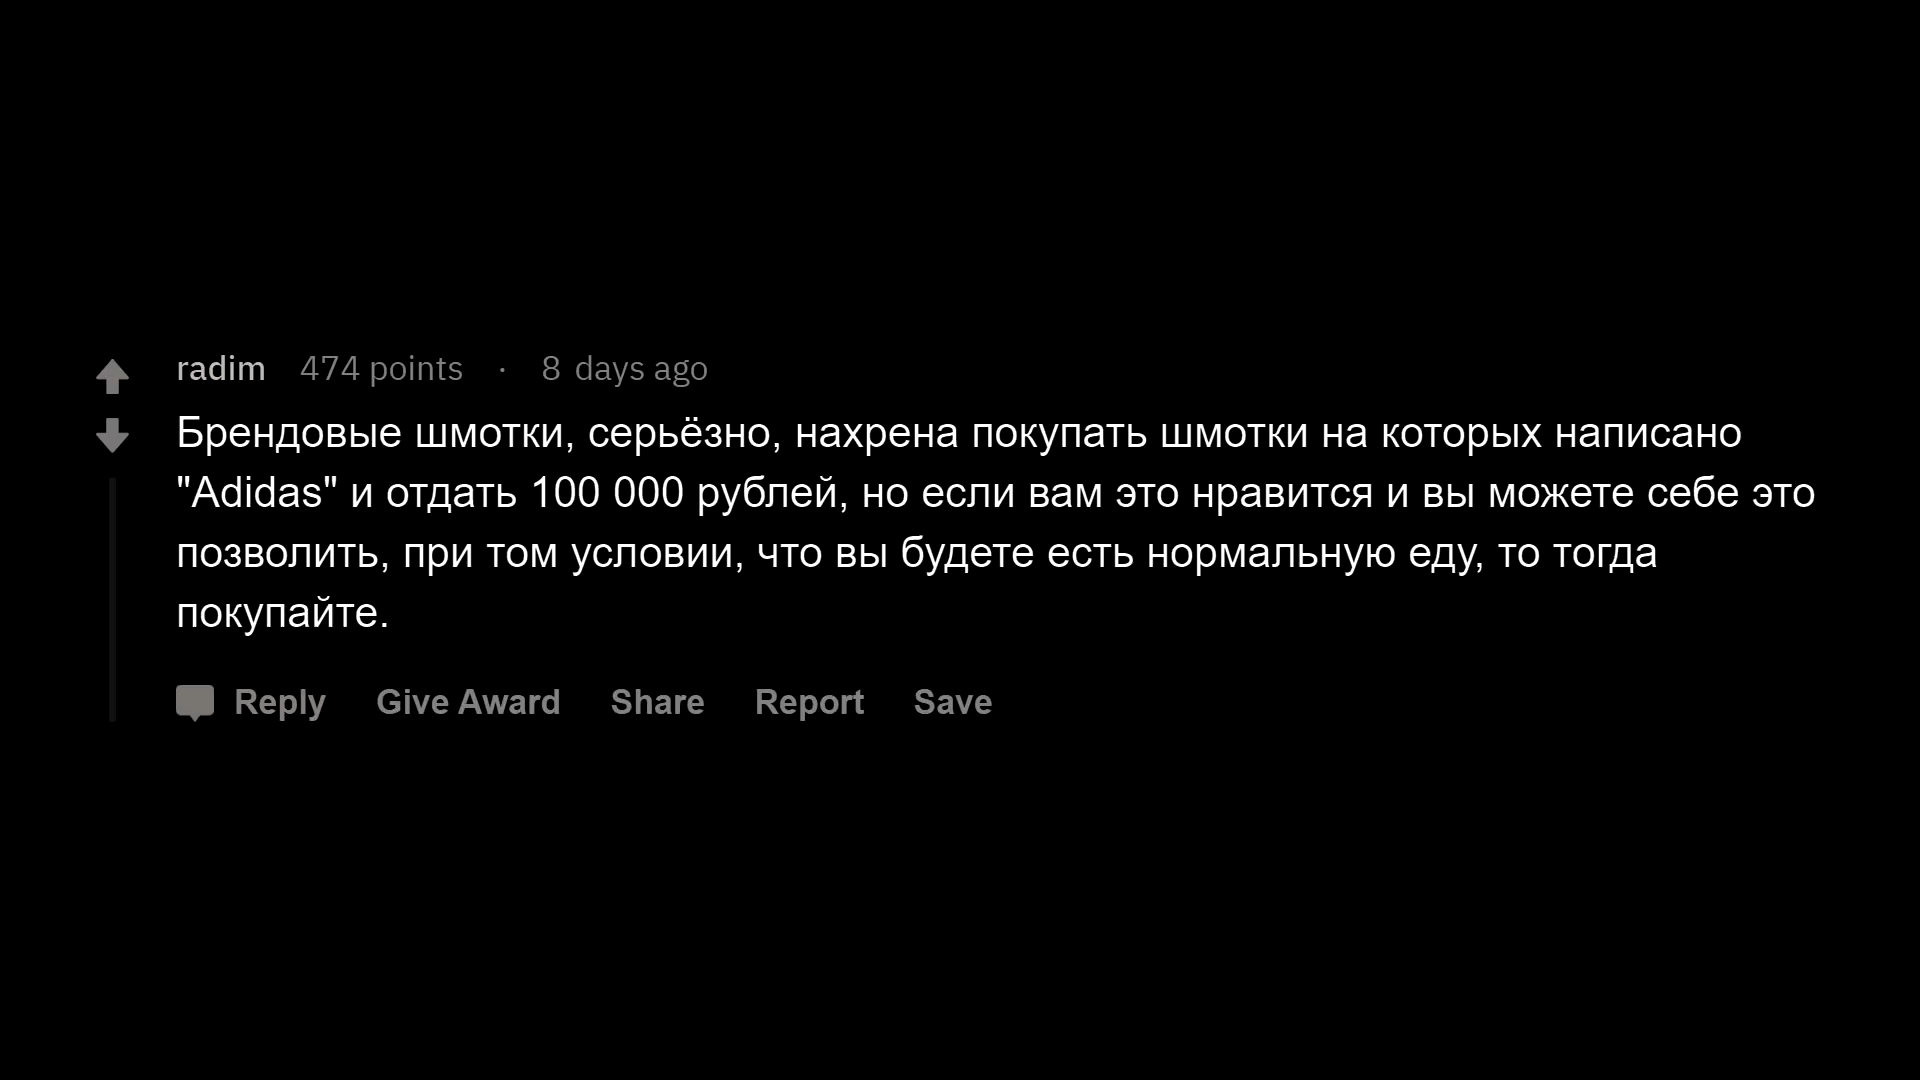 radim 474 points · 8 days ago
Брендовые шмотки, серьёзно, нахрена покупать шмотки на которых написано
"Adidas" и отдать 100 000 рублей, но если вам это нравится и вы можете себе это
позволить, при том условии, что вы будете есть нормальную еду, то тогда
покупайте.
Reply Give Award Share Report Save